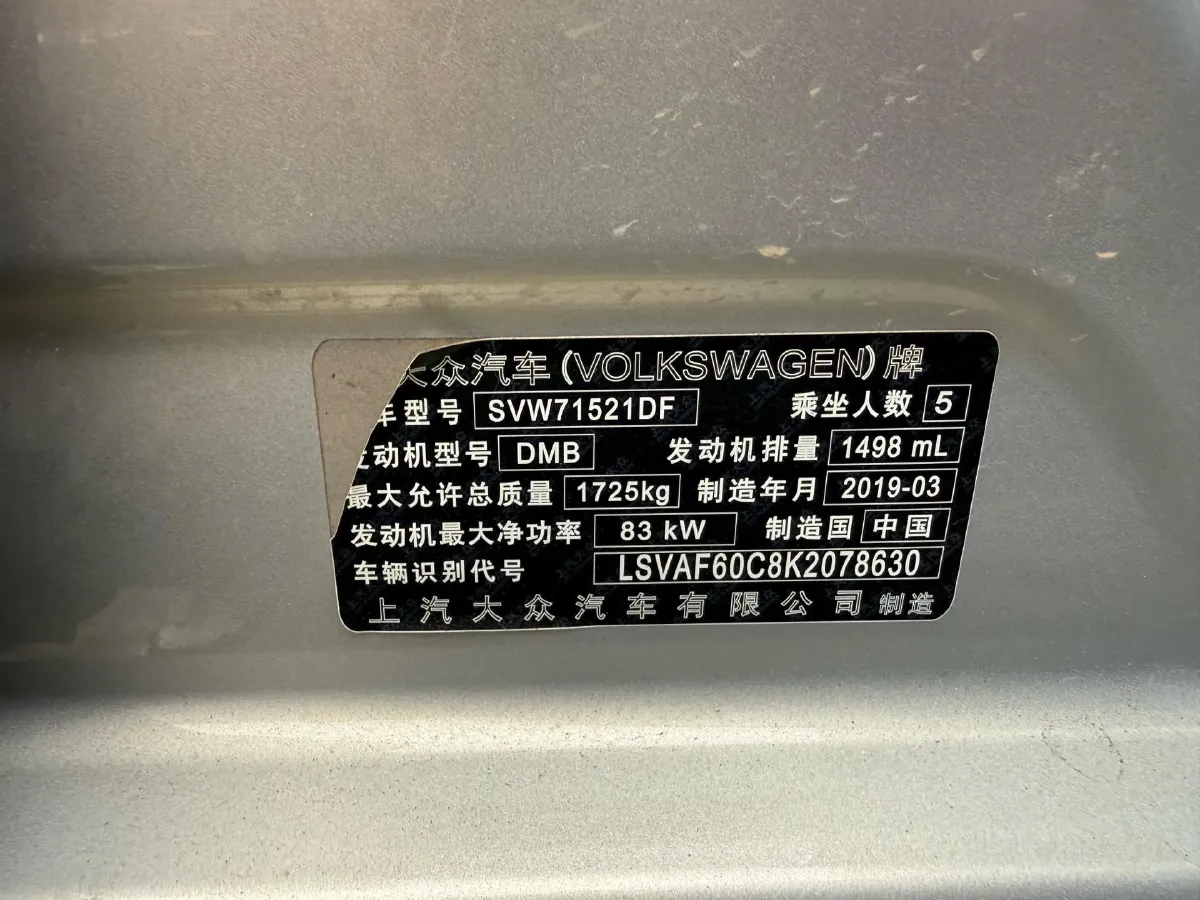 大众汽车(VOLKSWAGEN)牌
车型号 SVW71521DF 乘坐人数 5
发动机型号 DMB 发动机排量 1498 mL
最大允许总质量 1725kg 制造年月 2019-03
发动机最大净功率 83 kW 制造国 中国
车辆识别代号 LSVAF60C8K2078630
上汽大众汽车有限公司 制造